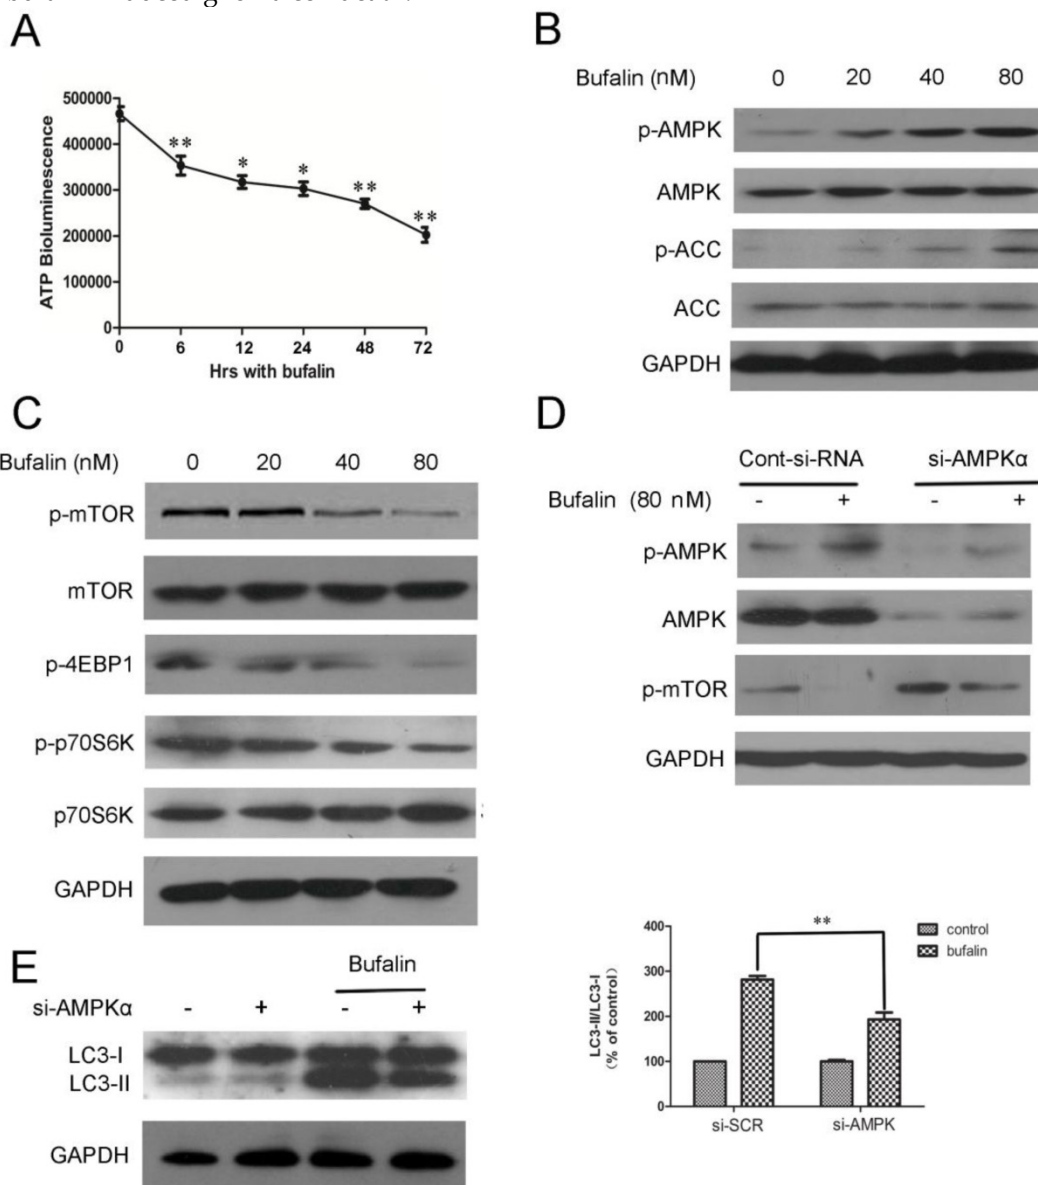 A
500000
400000
300000
200000
100000
0
ATP Bioluminescence
** * * ** **
0 6 12 24 48 72
Hrs with bufalin
B
Bufalin (nM) 0 20 40 80
p-AMPK
AMPK
p-ACC
ACC
GAPDH
C
Bufalin (nM) 0 20 40 80
p-mTOR
mTOR
p-4EBP1
p-p70S6K
p70S6K
GAPDH
D
Cont-si-RNA si-AMPKα
Bufalin (80 nM) - + - +
p-AMPK
AMPK
p-mTOR
GAPDH
E
Bufalin
si-AMPKα - + - +
LC3-I
LC3-II
GAPDH
400
300
200
100
0
LC3-II/LC3-I
(% of control)
**
control
bufalin
si-SCR si-AMPK